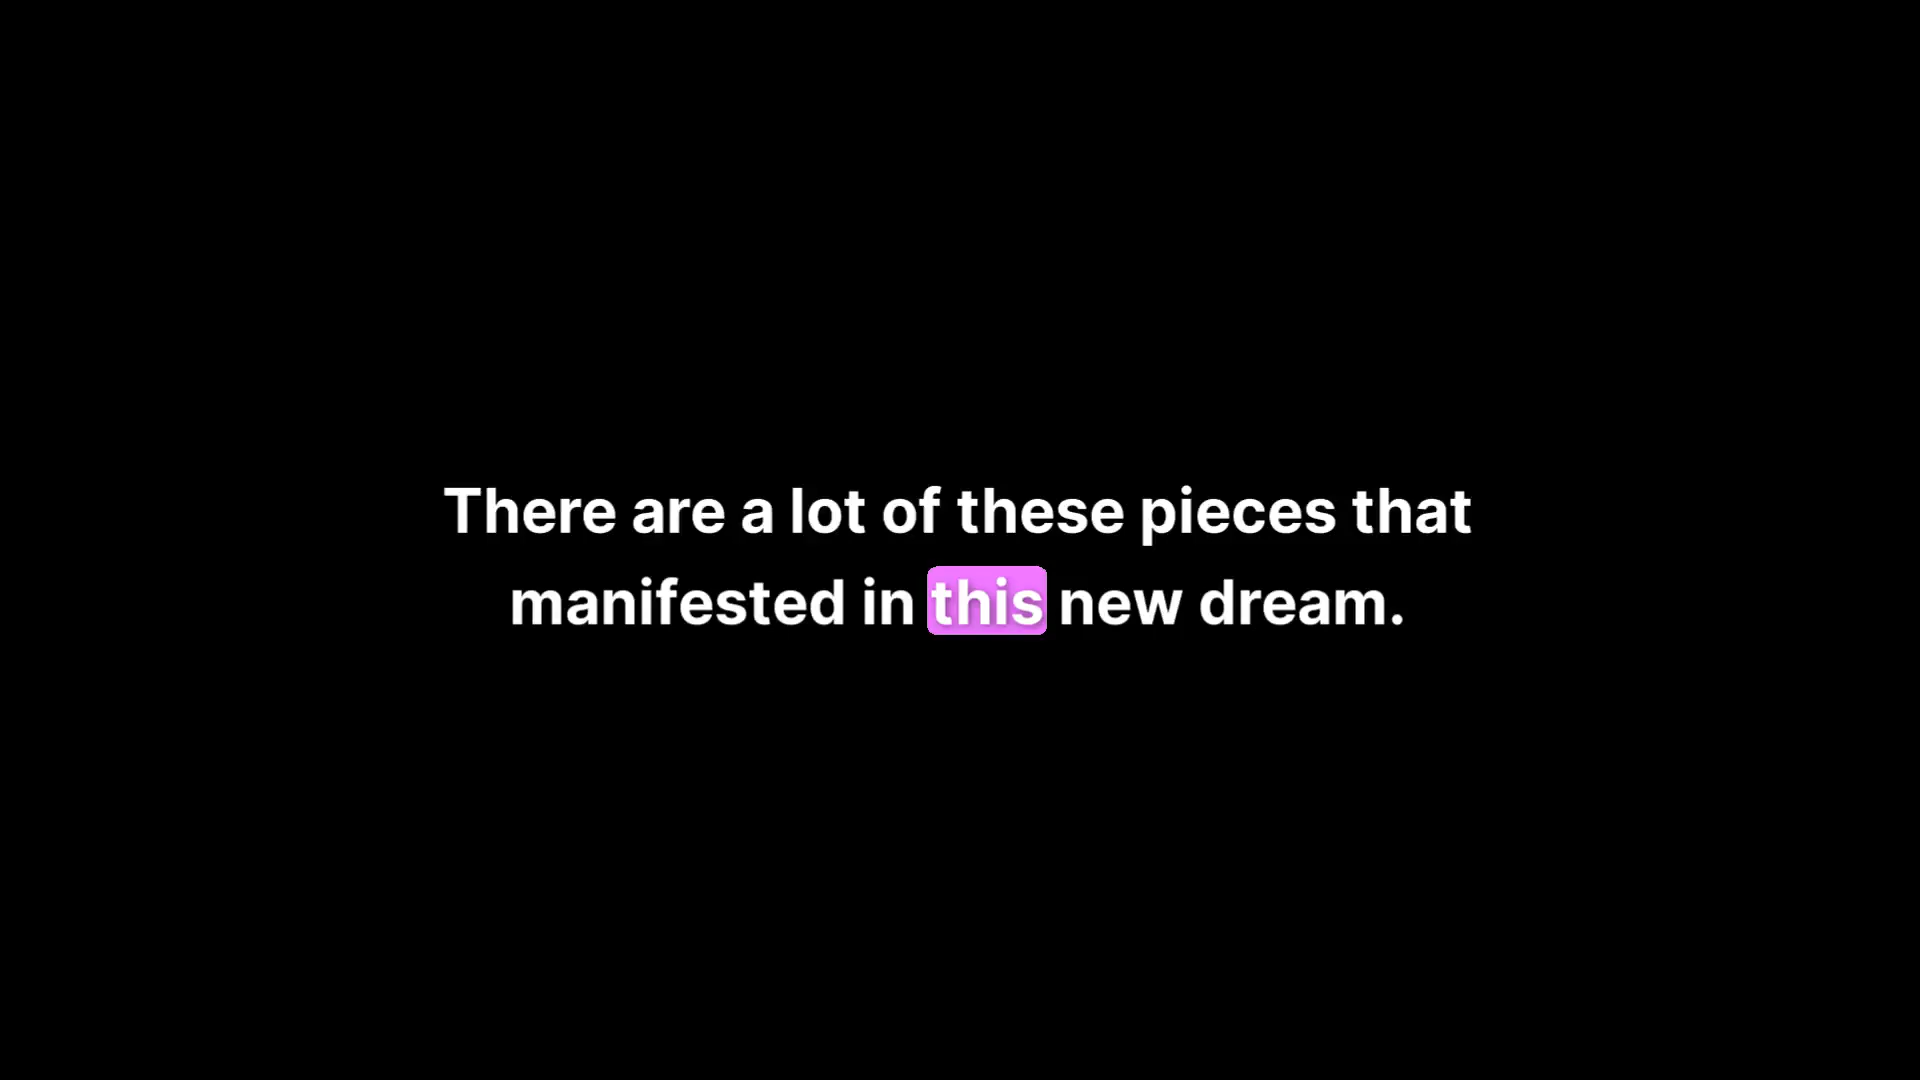 There are a lot of these pieces that
manifested in this new dream.